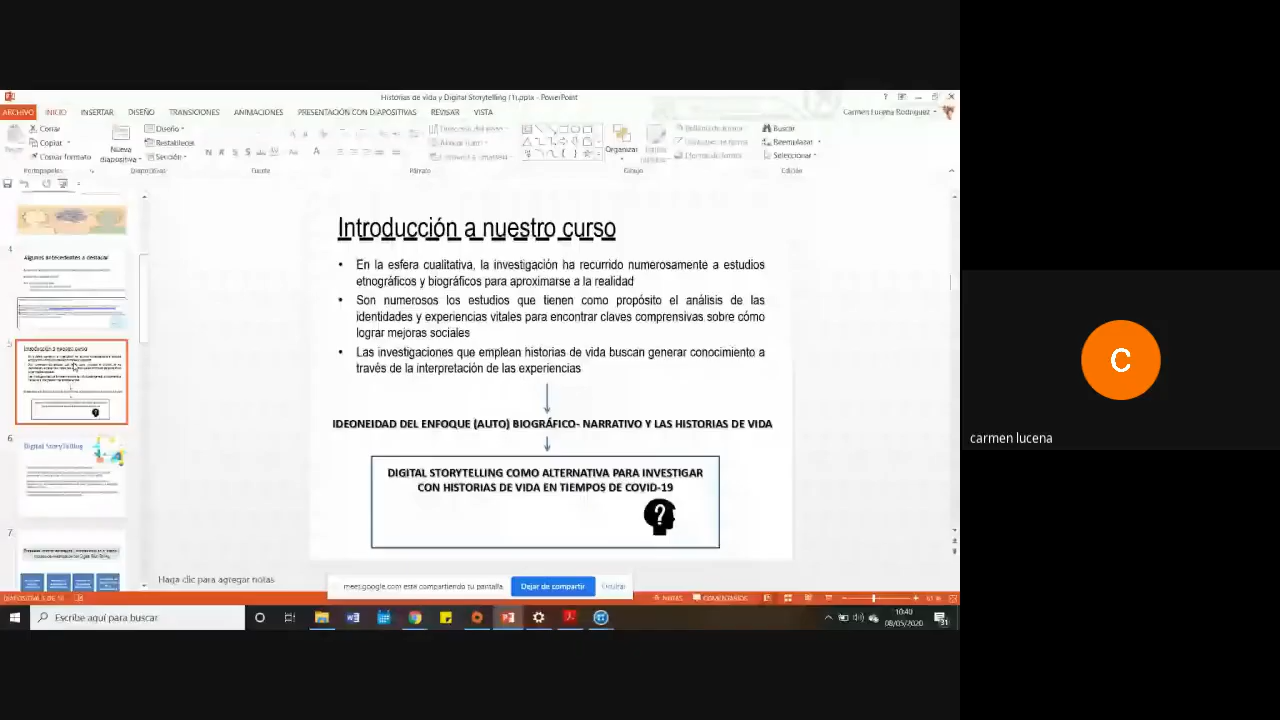 Historias de vida y Digital Storytelling (1).pptx - PowerPoint
ARCHIVO INICIO INSERTAR DISEÑO TRANSICIONES ANIMACIONES PRESENTACIÓN CON DIAPOSITIVAS REVISAR VISTA
Carmen Lucena Rodríguez
Cortar
Copiar
Copiar formato
Portapapeles
Nueva
diapositiva
Diseño
Restablecer
Sección
Diapositivas
Fuente
Párrafo
Organizar
Dibujo
Buscar
Reemplazar
Seleccionar
Edición
4
Algunos antecedentes a destacar
5
Introducción a nuestro curso
6
Digital StoryTelling
7
Introducción a nuestro curso
• En la esfera cualitativa, la investigación ha recurrido numerosamente a estudios
etnográficos y biográficos para aproximarse a la realidad
• Son numerosos los estudios que tienen como propósito el análisis de las
identidades y experiencias vitales para encontrar claves comprensivas sobre cómo
lograr mejoras sociales
• Las investigaciones que emplean historias de vida buscan generar conocimiento a
través de la interpretación de las experiencias
IDEONEIDAD DEL ENFOQUE (AUTO) BIOGRÁFICO- NARRATIVO Y LAS HISTORIAS DE VIDA
DIGITAL STORYTELLING COMO ALTERNATIVA PARA INVESTIGAR
CON HISTORIAS DE VIDA EN TIEMPOS DE COVID-19
?
Haga clic para agregar notas
meet.google.com está compartiendo tu pantalla.
Dejar de compartir
Ocultar
NOTAS COMENTARIOS
Escribe aquí para buscar
10:40
08/05/2020
31
C
carmen lucena